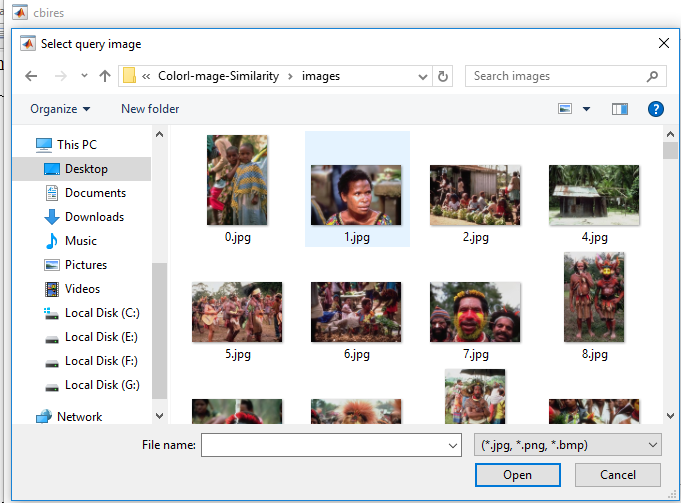 cbires
Select query image
« ColorI-mage-Similarity > images
Search images
Organize
New folder
?
This PC
Desktop
Documents
Downloads
Music
Pictures
Videos
Local Disk (C:)
Local Disk (E:)
Local Disk (F:)
Local Disk (G:)
Network
0.jpg
1.jpg
2.jpg
4.jpg
5.jpg
6.jpg
7.jpg
8.jpg
File name:
(*.jpg, *.png, *.bmp)
Open
Cancel